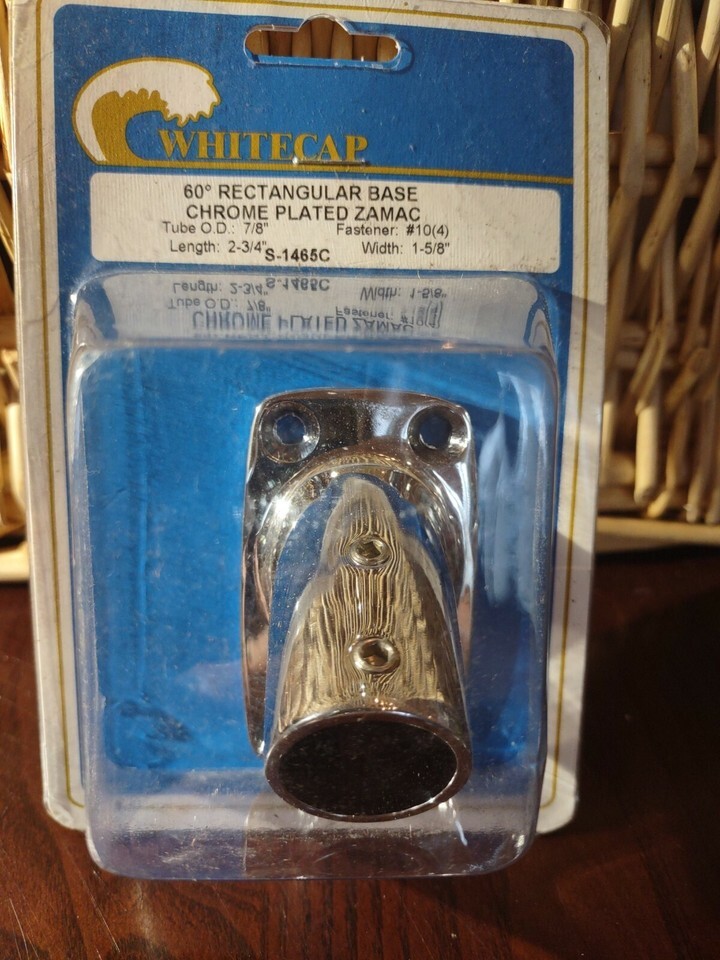 WHITECAP
60° RECTANGULAR BASE
CHROME PLATED ZAMAC
Tube O.D.: 7/8" Fastener: #10(4)
Length: 2-3/4" Width: 1-5/8"
S-1465C